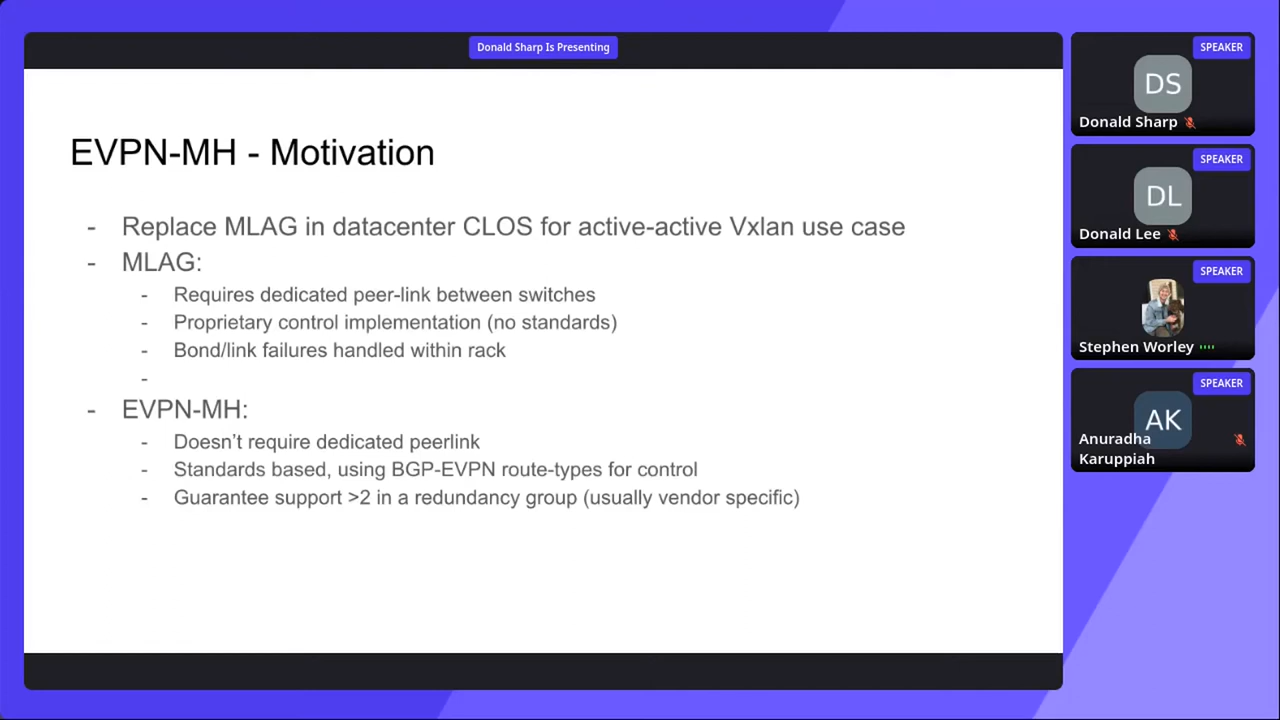 Donald Sharp Is Presenting
EVPN-MH - Motivation
- Replace MLAG in datacenter CLOS for active-active Vxlan use case
- MLAG:
- Requires dedicated peer-link between switches
- Proprietary control implementation (no standards)
- Bond/link failures handled within rack
-
- EVPN-MH:
- Doesn’t require dedicated peerlink
- Standards based, using BGP-EVPN route-types for control
- Guarantee support >2 in a redundancy group (usually vendor specific)
SPEAKER
DS
Donald Sharp
SPEAKER
DL
Donald Lee
SPEAKER
Stephen Worley
SPEAKER
AK
Anuradha
Karuppiah